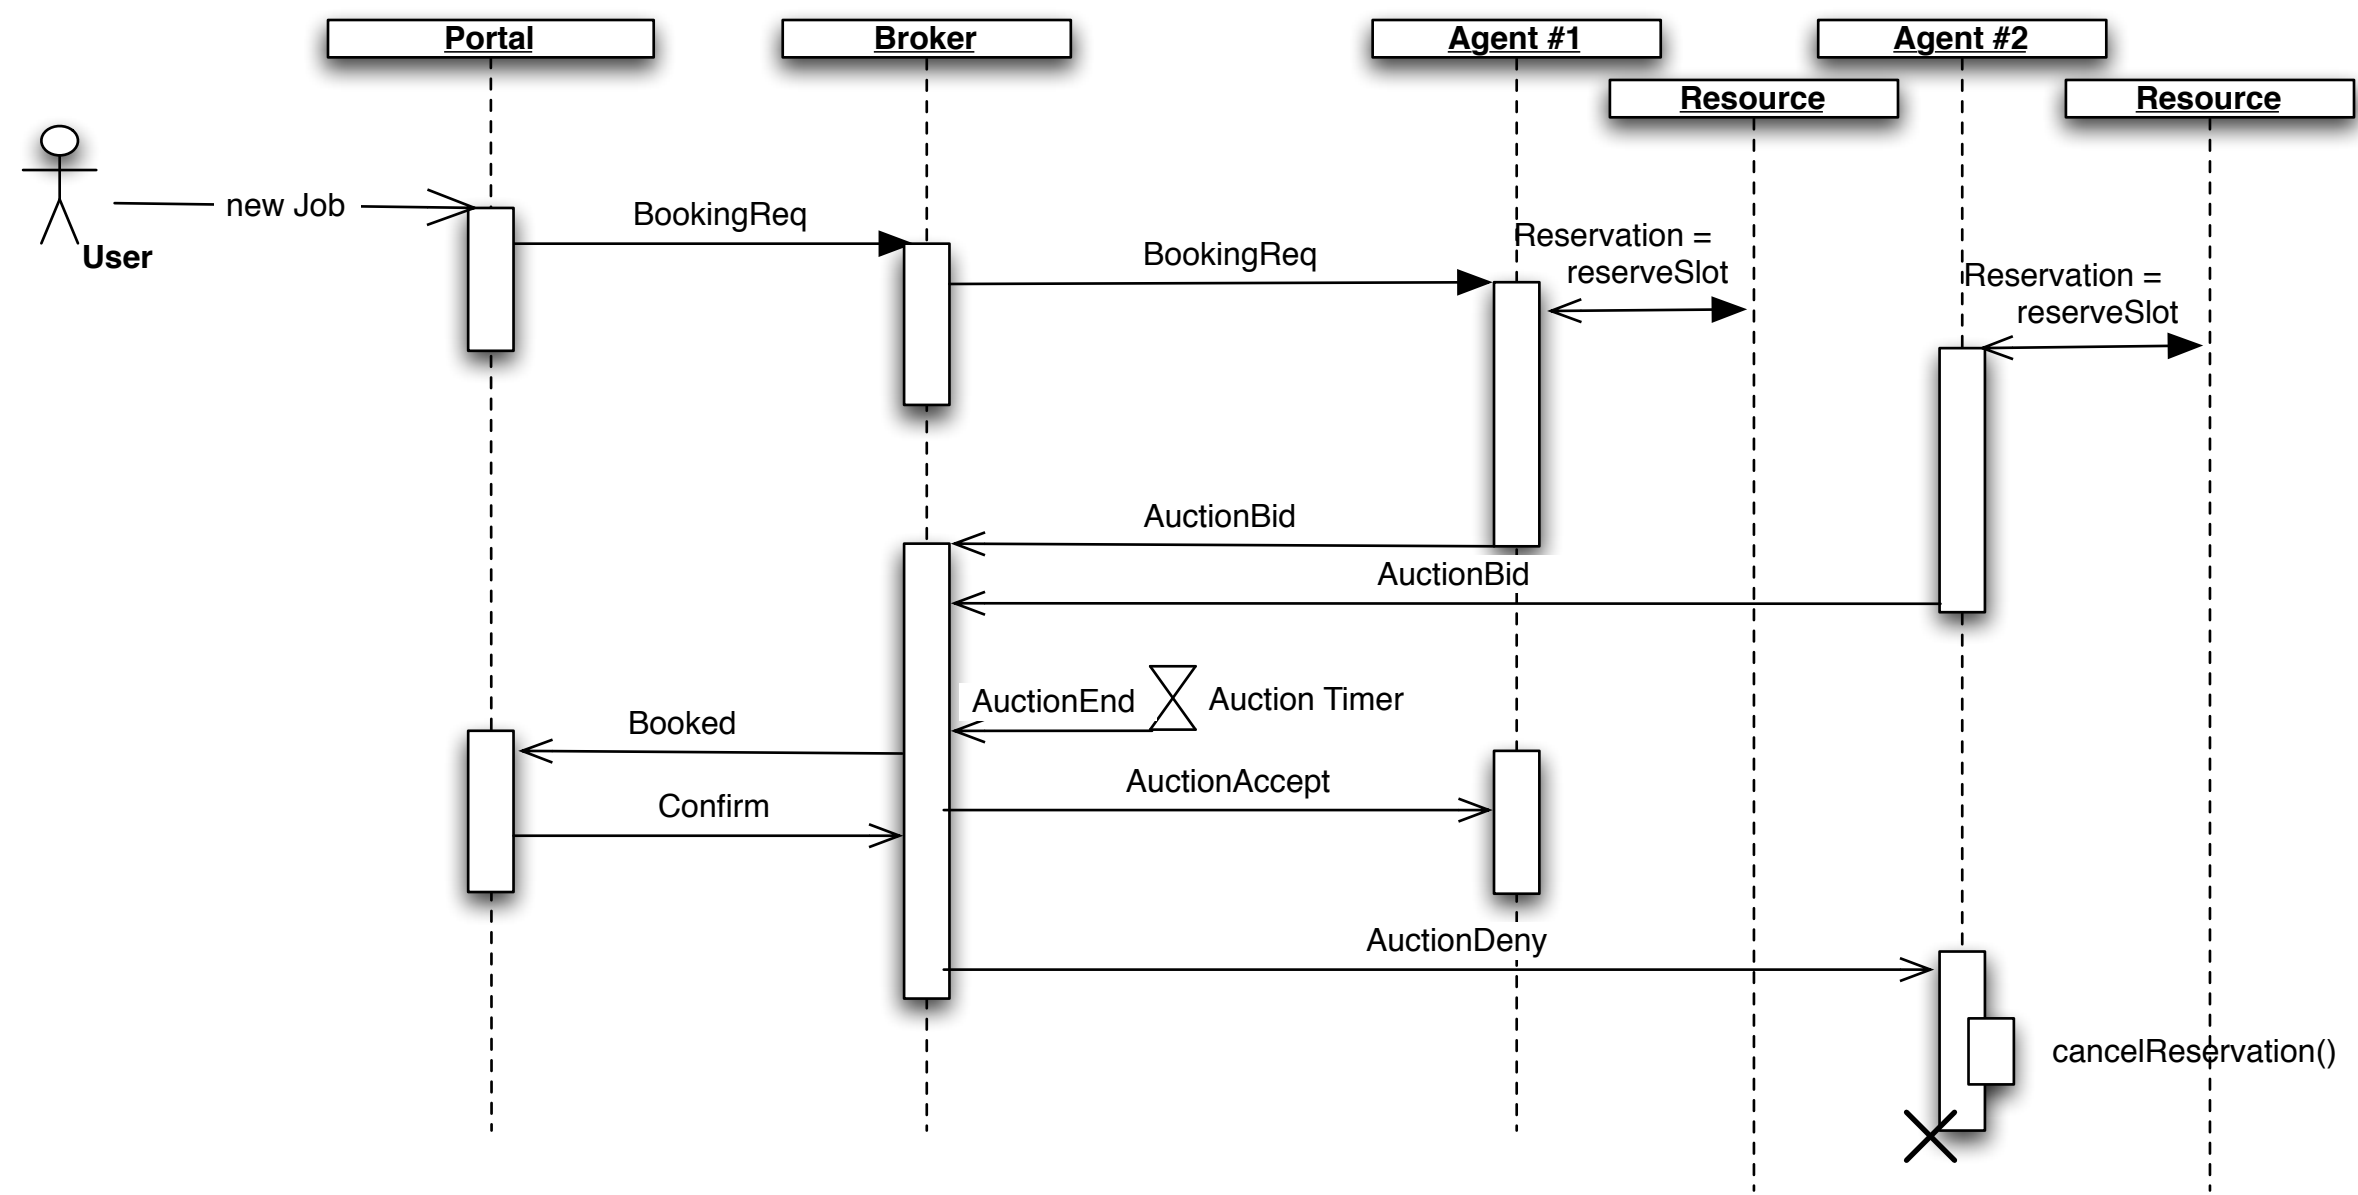 Portal
Broker
Agent #1
Agent #2
Resource
Resource
new Job
User
BookingReq
BookingReq
Reservation =
reserveSlot
Reservation =
reserveSlot
AuctionBid
AuctionBid
AuctionEnd
Auction Timer
Booked
AuctionAccept
Confirm
AuctionDeny
cancelReservation()